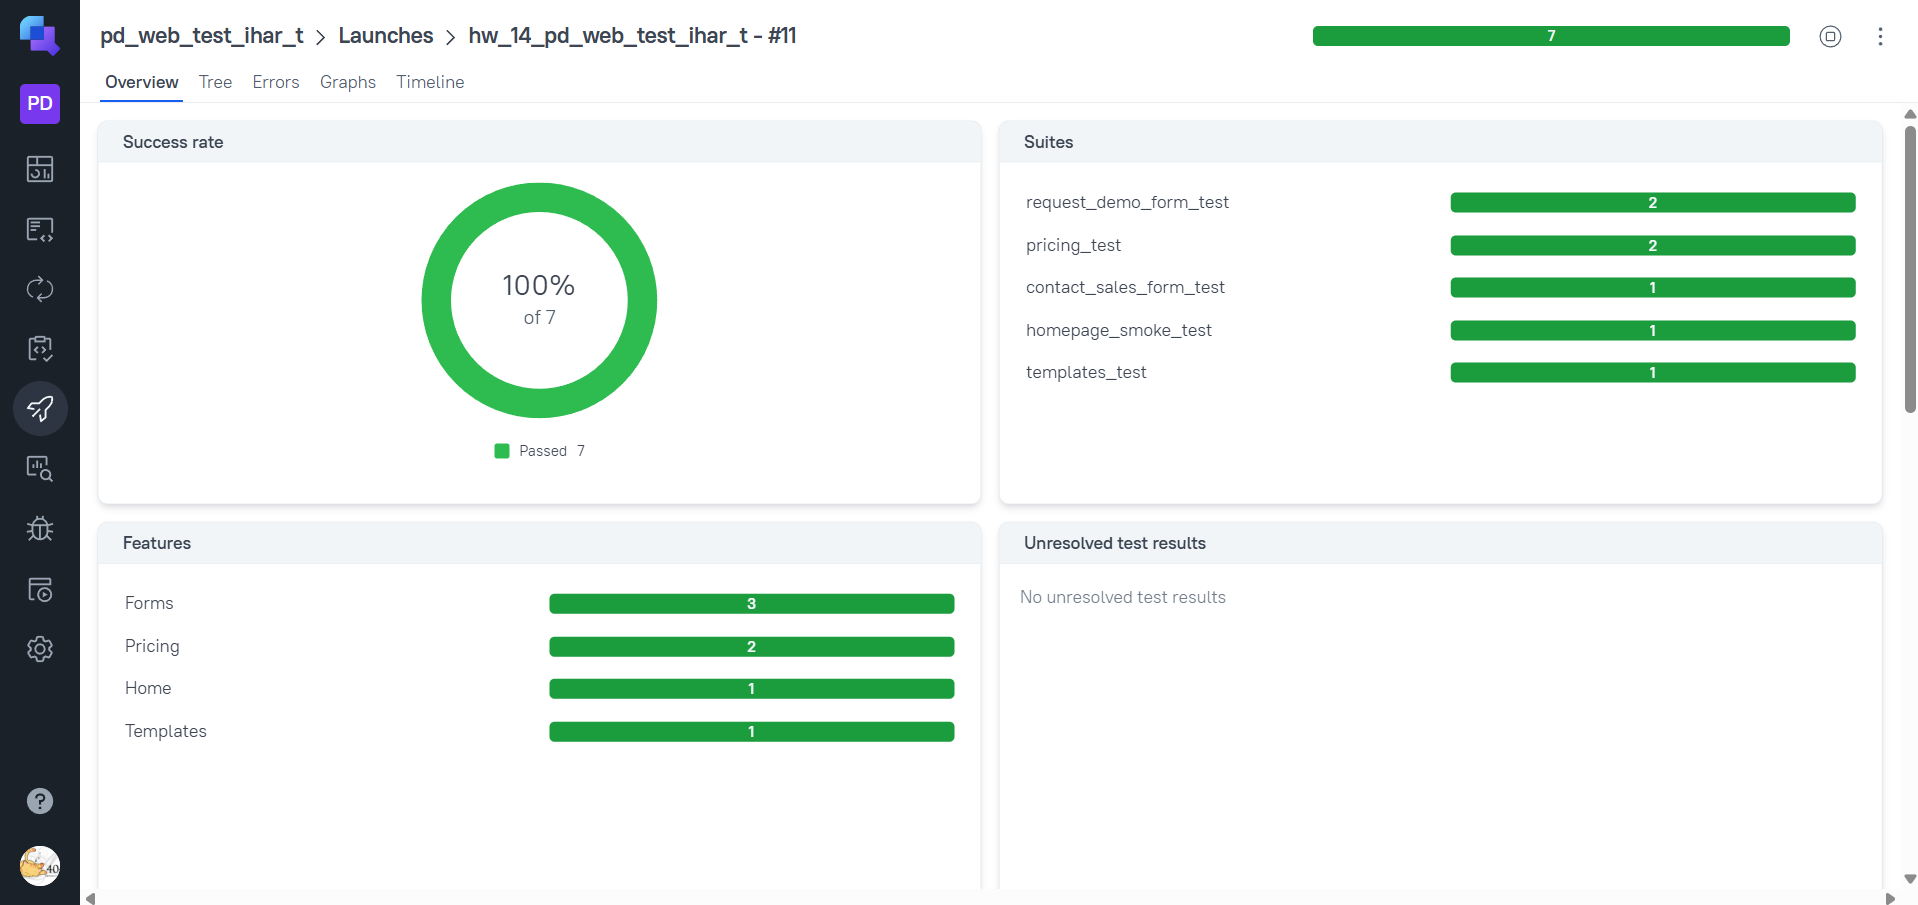 pd_web_test_ihar_t > Launches > hw_14_pd_web_test_ihar_t - #11
7
PD
Overview Tree Errors Graphs Timeline
Success rate
100%
of 7
Passed 7
Suites
request_demo_form_test 2
pricing_test 2
contact_sales_form_test 1
homepage_smoke_test 1
templates_test 1
Features
Forms 3
Pricing 2
Home 1
Templates 1
Unresolved test results
No unresolved test results
?
40